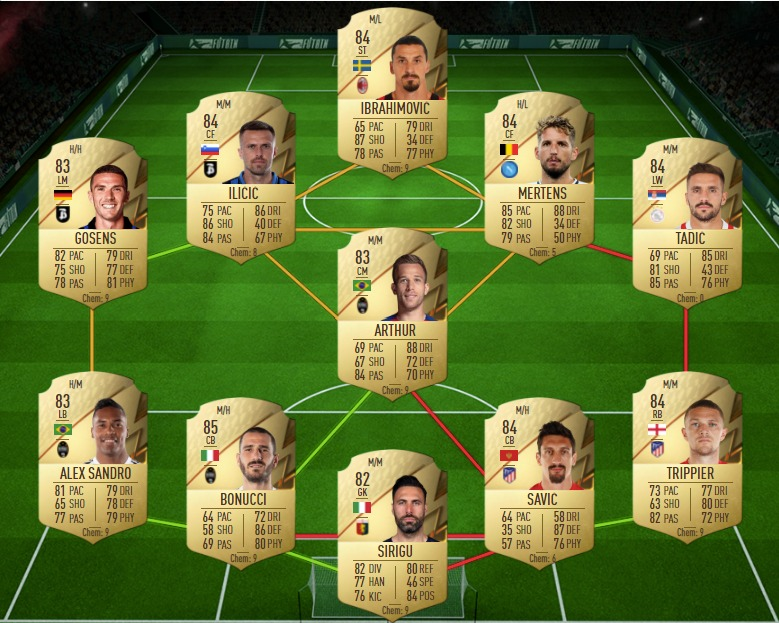 M/L
84
ST
IBRAHIMOVIC
65 PAC 79 DRI
87 SHO 34 DEF
78 PAS 77 PHY
Chem: 9
M/M
84
CF
ILICIC
75 PAC 86 DRI
86 SHO 40 DEF
84 PAS 67 PHY
Chem: 8
H/L
84
CF
MERTENS
85 PAC 88 DRI
82 SHO 34 DEF
79 PAS 50 PHY
Chem: 5
H/H
83
LM
GOSENS
82 PAC 79 DRI
75 SHO 77 DEF
78 PAS 81 PHY
Chem: 9
M/M
84
LW
TADIC
69 PAC 85 DRI
81 SHO 43 DEF
85 PAS 76 PHY
Chem: 0
M/M
83
CM
ARTHUR
69 PAC 88 DRI
67 SHO 72 DEF
84 PAS 70 PHY
Chem: 9
H/M
83
LB
ALEX SANDRO
81 PAC 79 DRI
65 SHO 78 DEF
77 PAS 79 PHY
Chem: 9
M/H
85
CB
BONUCCI
64 PAC 72 DRI
58 SHO 86 DEF
69 PAS 80 PHY
Chem: 9
M/H
84
CB
SAVIC
64 PAC 58 DRI
35 SHO 87 DEF
57 PAS 76 PHY
Chem: 6
M/M
84
RB
TRIPPIER
73 PAC 77 DRI
63 SHO 80 DEF
82 PAS 72 PHY
Chem: 9
M/M
82
GK
SIRIGU
82 DIV 80 REF
77 HAN 46 SPE
76 KIC 84 POS
Chem: 9